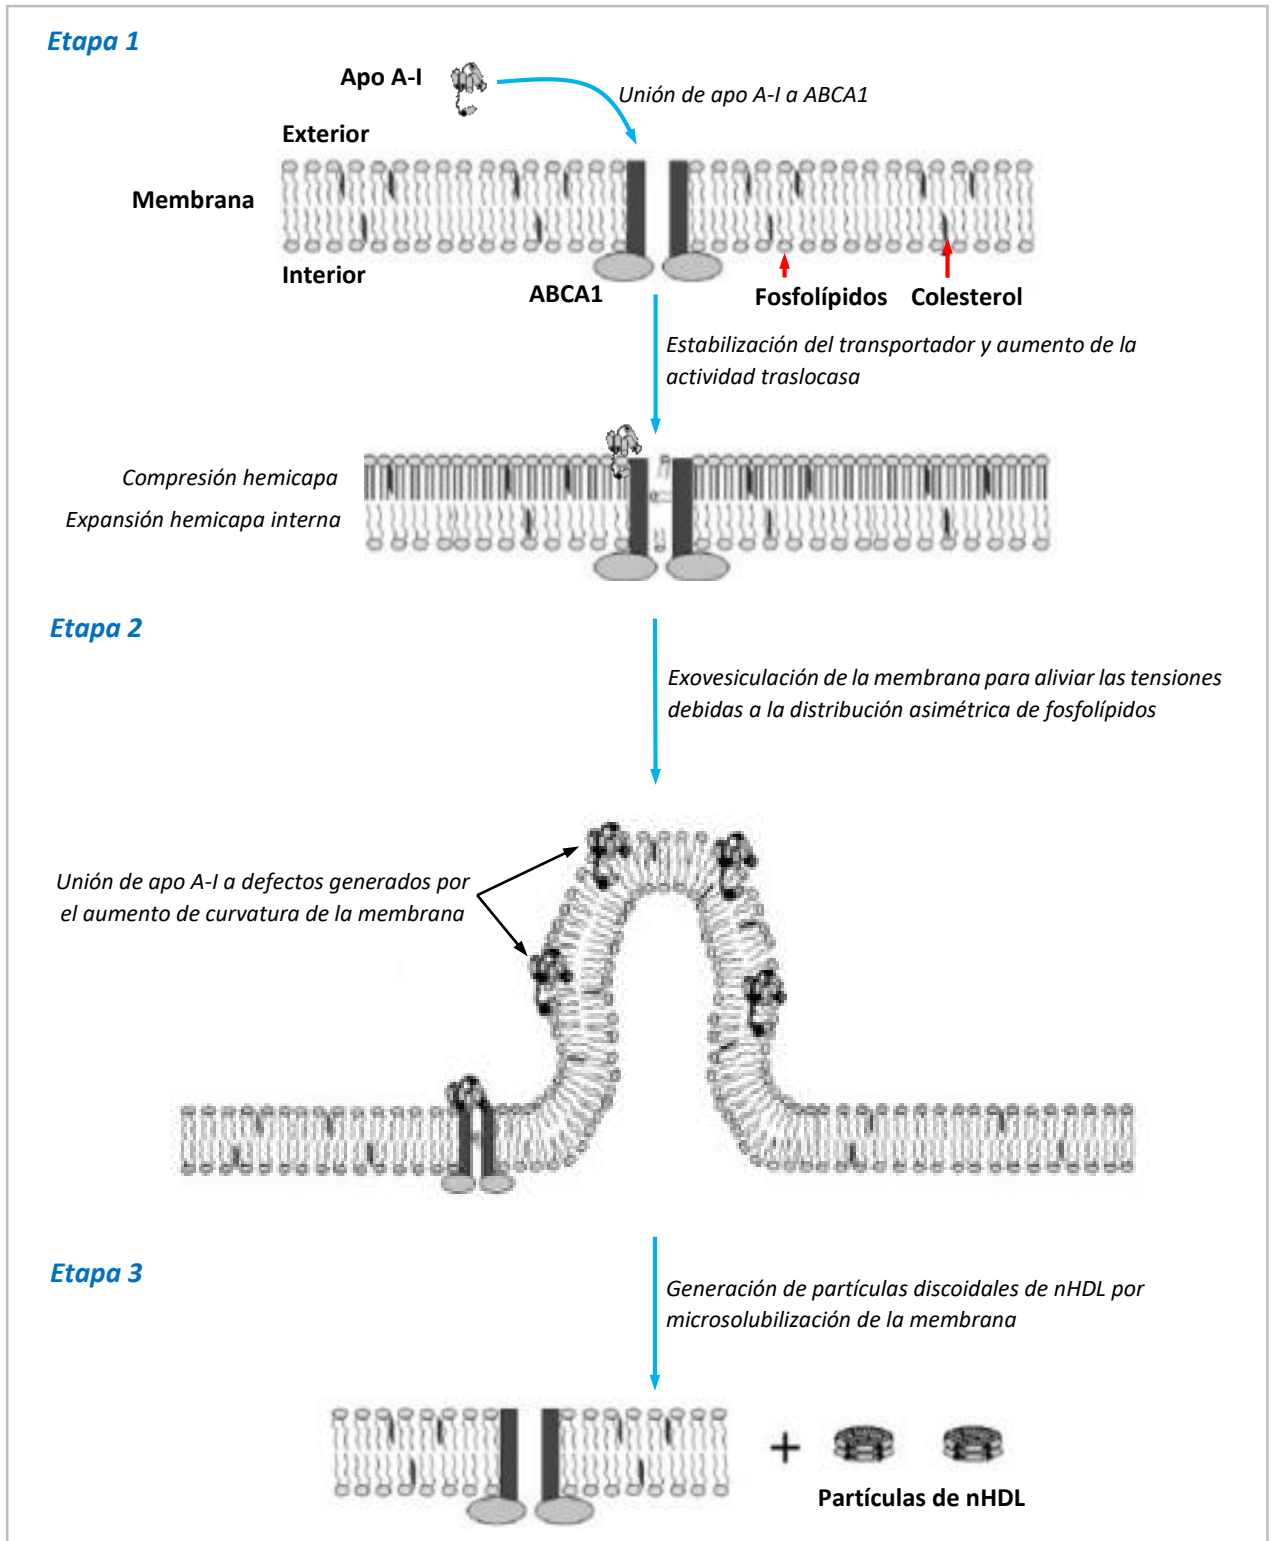 Etapa 1
Apo A-I
Unión de apo A-I a ABCA1
Exterior
Membrana
Interior
ABCA1
Fosfolípidos
Colesterol
Estabilización del transportador y aumento de la
actividad traslocasa
Compresión hemicapa
Expansión hemicapa interna
Etapa 2
Exovesiculación de la membrana para aliviar las tensiones
debidas a la distribución asimétrica de fosfolípidos
Unión de apo A-I a defectos generados por
el aumento de curvatura de la membrana
Etapa 3
Generación de partículas discoidales de nHDL por
microsolubilización de la membrana
+
Partículas de nHDL